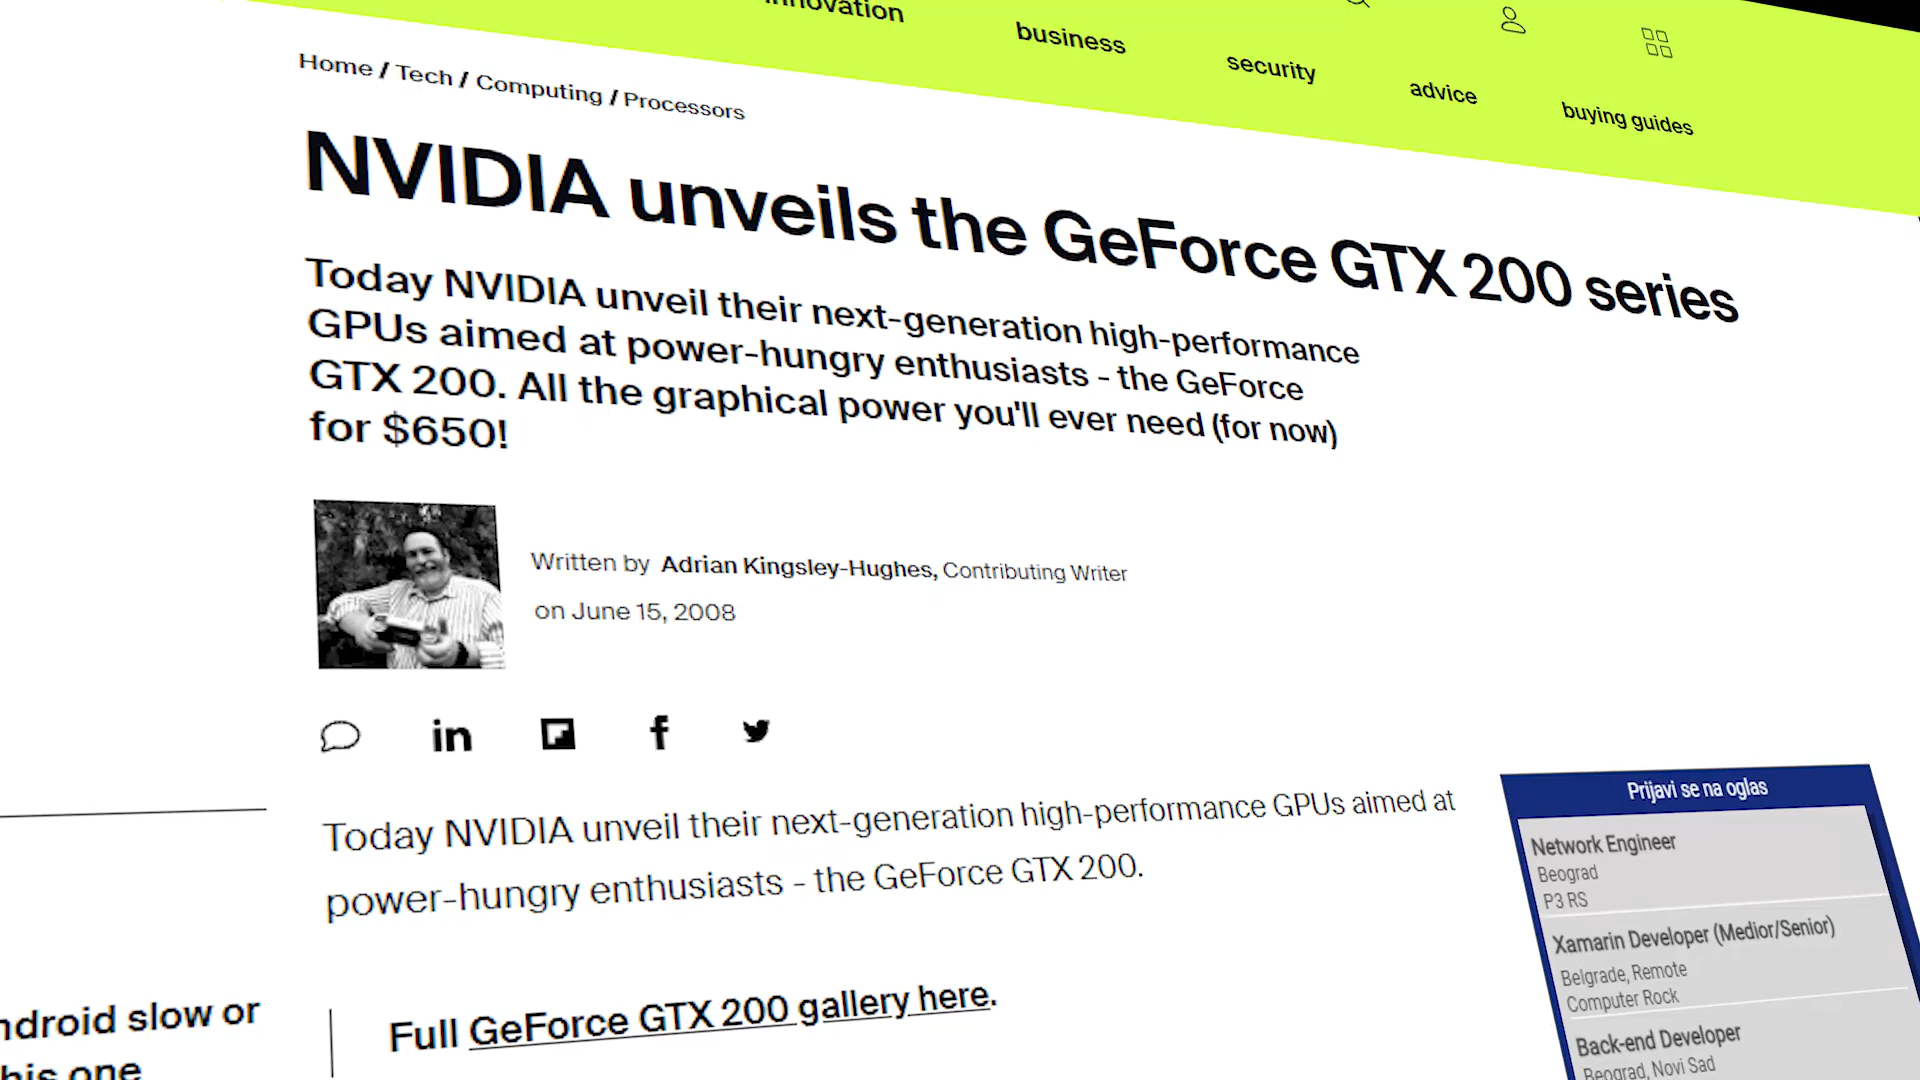 innovation
business
security
advice
buying guides
Home / Tech / Computing / Processors
NVIDIA unveils the GeForce GTX 200 series
Today NVIDIA unveil their next-generation high-performance
GPUs aimed at power-hungry enthusiasts - the GeForce
GTX 200. All the graphical power you'll ever need (for now)
for $650!
Written by Adrian Kingsley-Hughes, Contributing Writer
on June 15, 2008
in
f
Today NVIDIA unveil their next-generation high-performance GPUs aimed at
power-hungry enthusiasts - the GeForce GTX 200.
Full GeForce GTX 200 gallery here.
ndroid slow or
his one
Prijavi se na oglas
Network Engineer
Beograd
P3 RS
Xamarin Developer (Medior/Senior)
Belgrade, Remote
Computer Rock
Back-end Developer
Beograd, Novi Sad